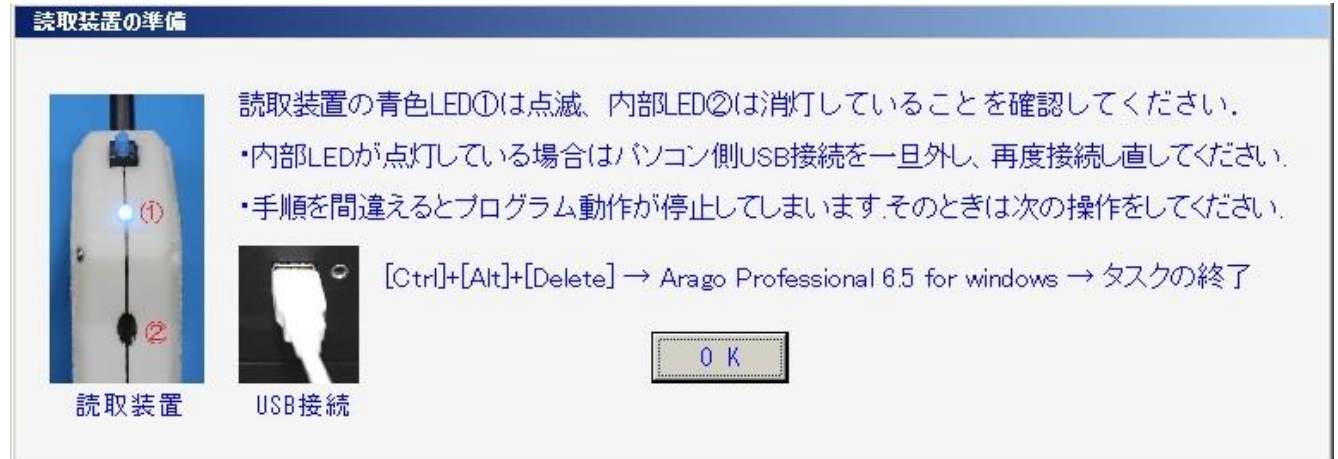 読取装置の準備
読取装置の青色LED①は点滅、内部LED②は消灯していることを確認してください.
・内部LEDが点灯している場合はパソコン側USB接続を一旦外し、再度接続し直してください.
・手順を間違えるとプログラム動作が停止してしまいます.そのときは次の操作をしてください.
①
②
[Ctrl]+[Alt]+[Delete] → Arago Professional 6.5 for windows → タスクの終了
OK
読取装置
USB接続